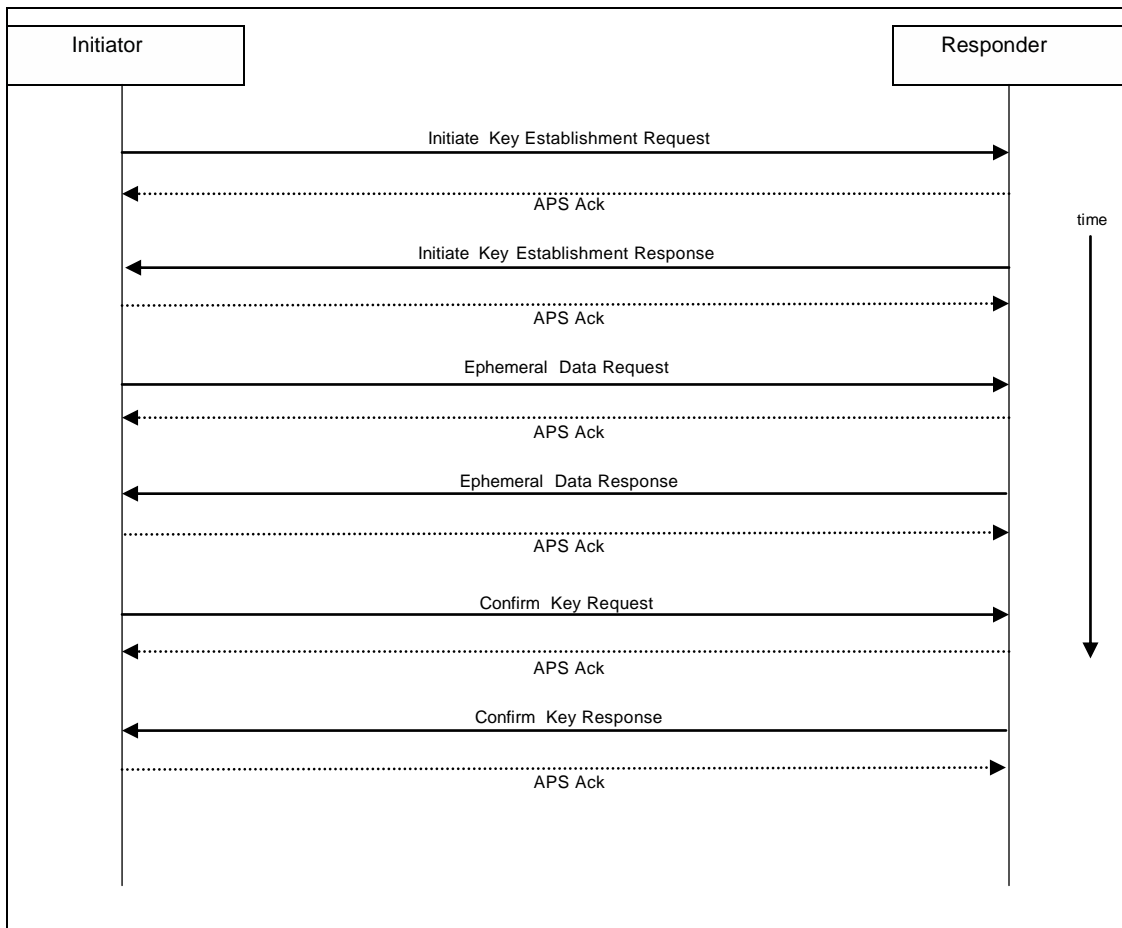 Initiator
Responder
Initiate Key Establishment Request
APS Ack
time
Initiate Key Establishment Response
APS Ack
Ephemeral Data Request
APS Ack
Ephemeral Data Response
APS Ack
Confirm Key Request
APS Ack
Confirm Key Response
APS Ack